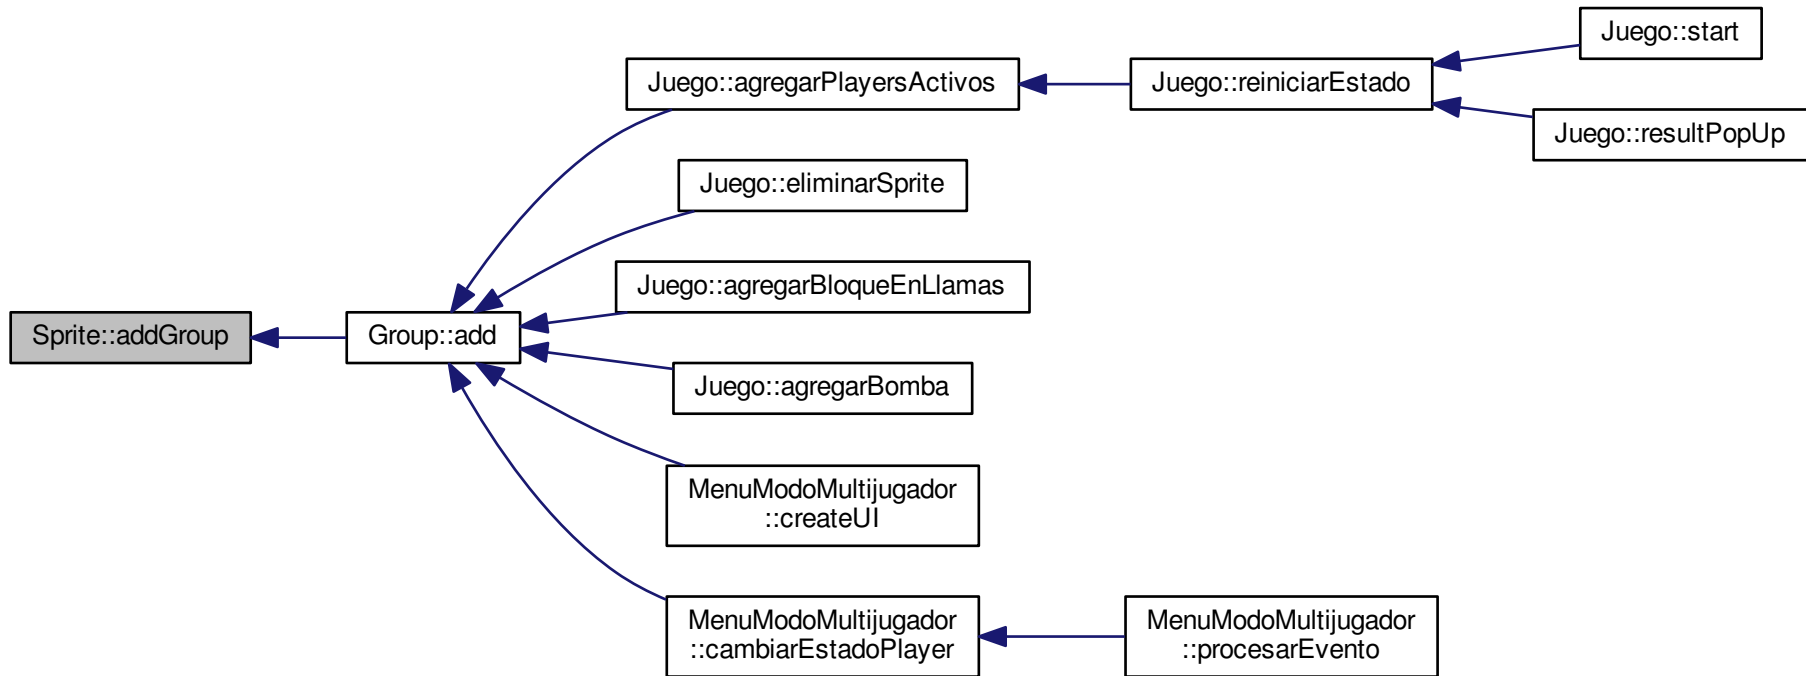 Juego::start
Juego::agregarPlayersActivos
Juego::reiniciarEstado
Juego::resultPopUp
Juego::eliminarSprite
Juego::agregarBloqueEnLlamas
Sprite::addGroup
Group::add
Juego::agregarBomba
MenuModoMultijugador
::createUI
MenuModoMultijugador
::cambiarEstadoPlayer
MenuModoMultijugador
::procesarEvento